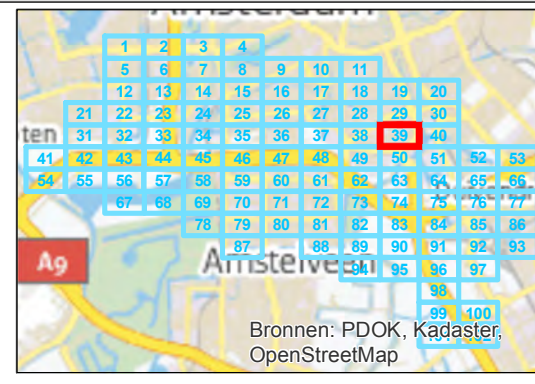 Amsterdam
1 2 3 4
5 6 7 8 9 10 11
12 13 14 15 16 17 18 19 20
21 22 23 24 25 26 27 28 29 30
ten 31 32 33 34 35 36 37 38 39 40
41 42 43 44 45 46 47 48 49 50 51 52 53
54 55 56 57 58 59 60 61 62 63 64 65 66
67 68 69 70 71 72 73 74 75 76 77
78 79 80 81 82 83 84 85 86
87 88 89 90 91 92 93
A9 Amstelveen
94 95 96 97
98
99 100
Bronnen: PDOK, Kadaster,
OpenStreetMap